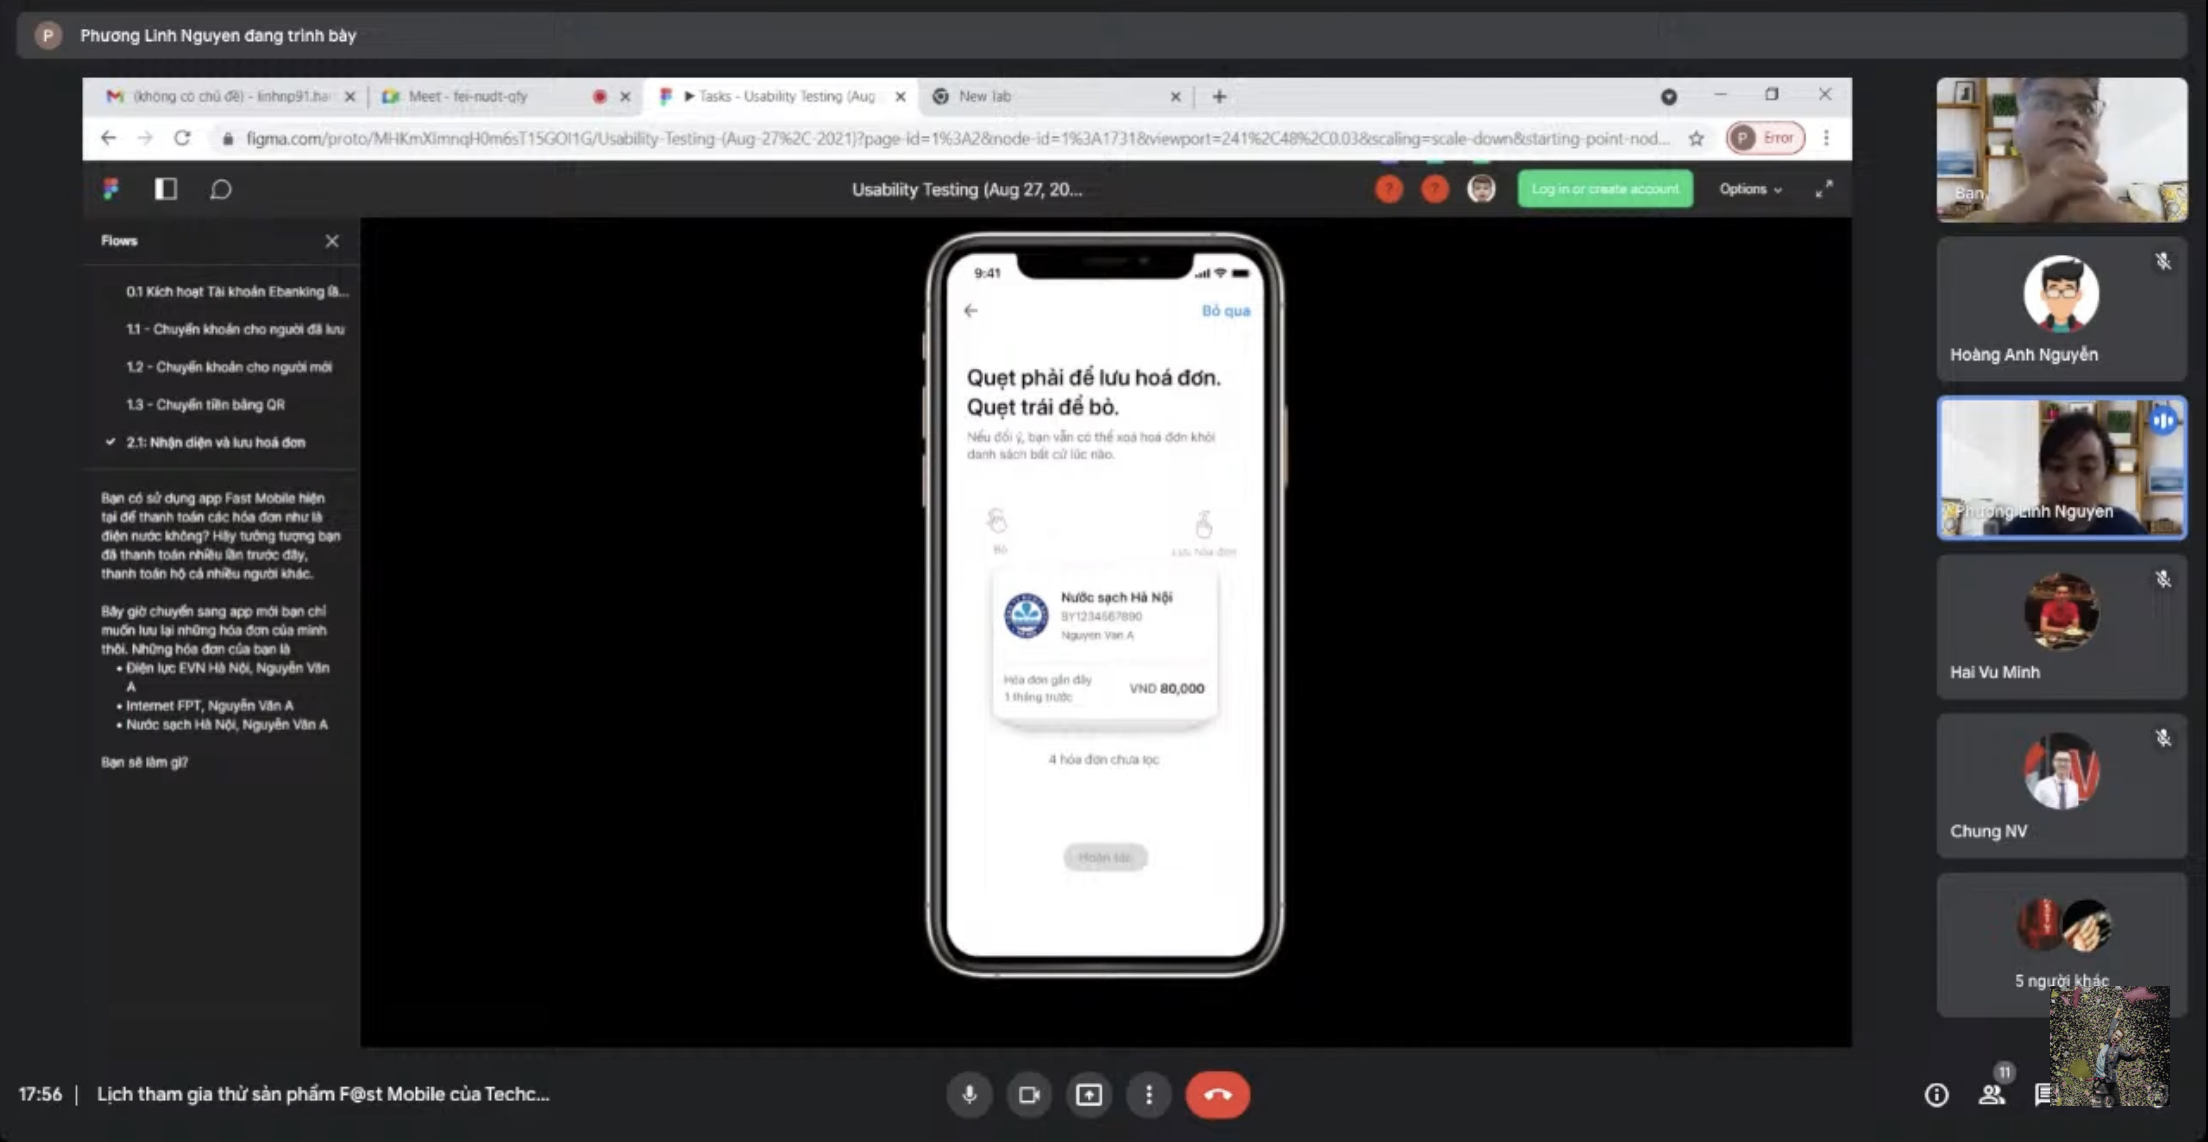 P Phương Linh Nguyen đang trình bày
(không có chủ đề) - linhnp91.ha
Meet - fei-nudt-qfy
Tasks - Usability Testing (Aug
New Tab
figma.com/proto/MHKmXlmnqH0m6sT15GOI1G/Usability-Testing-(Aug-27%2C-2021)?page-id=1%3A2&node-id=1%3A1731&viewport=241%2C48%2C0.03&scaling=scale-down&starting-point-nod...
P Error
Usability Testing (Aug 27, 20...
Log in or create account
Options
Flows
0.1 Kích hoạt Tài khoản Ebanking lầ...
1.1 - Chuyển khoản cho người đã lưu
1.2 - Chuyển khoản cho người mới
1.3 - Chuyển tiền bằng QR
2.1: Nhận diện và lưu hoá đơn
Bạn có sử dụng app Fast Mobile hiện
tại để thanh toán các hóa đơn như là
điện nước không? Hãy tưởng tượng bạn
đã thanh toán nhiều lần trước đây,
thanh toán hộ cả nhiều người khác.
Bây giờ chuyển sang app mới bạn chỉ
muốn lưu lại những hóa đơn của mình
thôi. Những hóa đơn của bạn là
• Điện lực EVN Hà Nội, Nguyễn Văn
A
• Internet FPT, Nguyễn Văn A
• Nước sạch Hà Nội, Nguyễn Văn A
Bạn sẽ làm gì?
9:41
Bỏ qua
Quẹt phải để lưu hoá đơn.
Quẹt trái để bỏ.
Nếu đổi ý, bạn vẫn có thể xoá hoá đơn khỏi
danh sách bất cứ lúc nào.
Bỏ
Lưu hóa đơn
Nước sạch Hà Nội
BY1234567890
Nguyen Van A
Hóa đơn gần đây
1 tháng trước
VND 80,000
4 hóa đơn chưa lọc
Hoàn tác
Bạn
Hoàng Anh Nguyễn
Phương Linh Nguyen
Hai Vu Minh
Chung NV
5 người khác
17:56 | Lịch tham gia thử sản phẩm F@st Mobile của Techc...
11